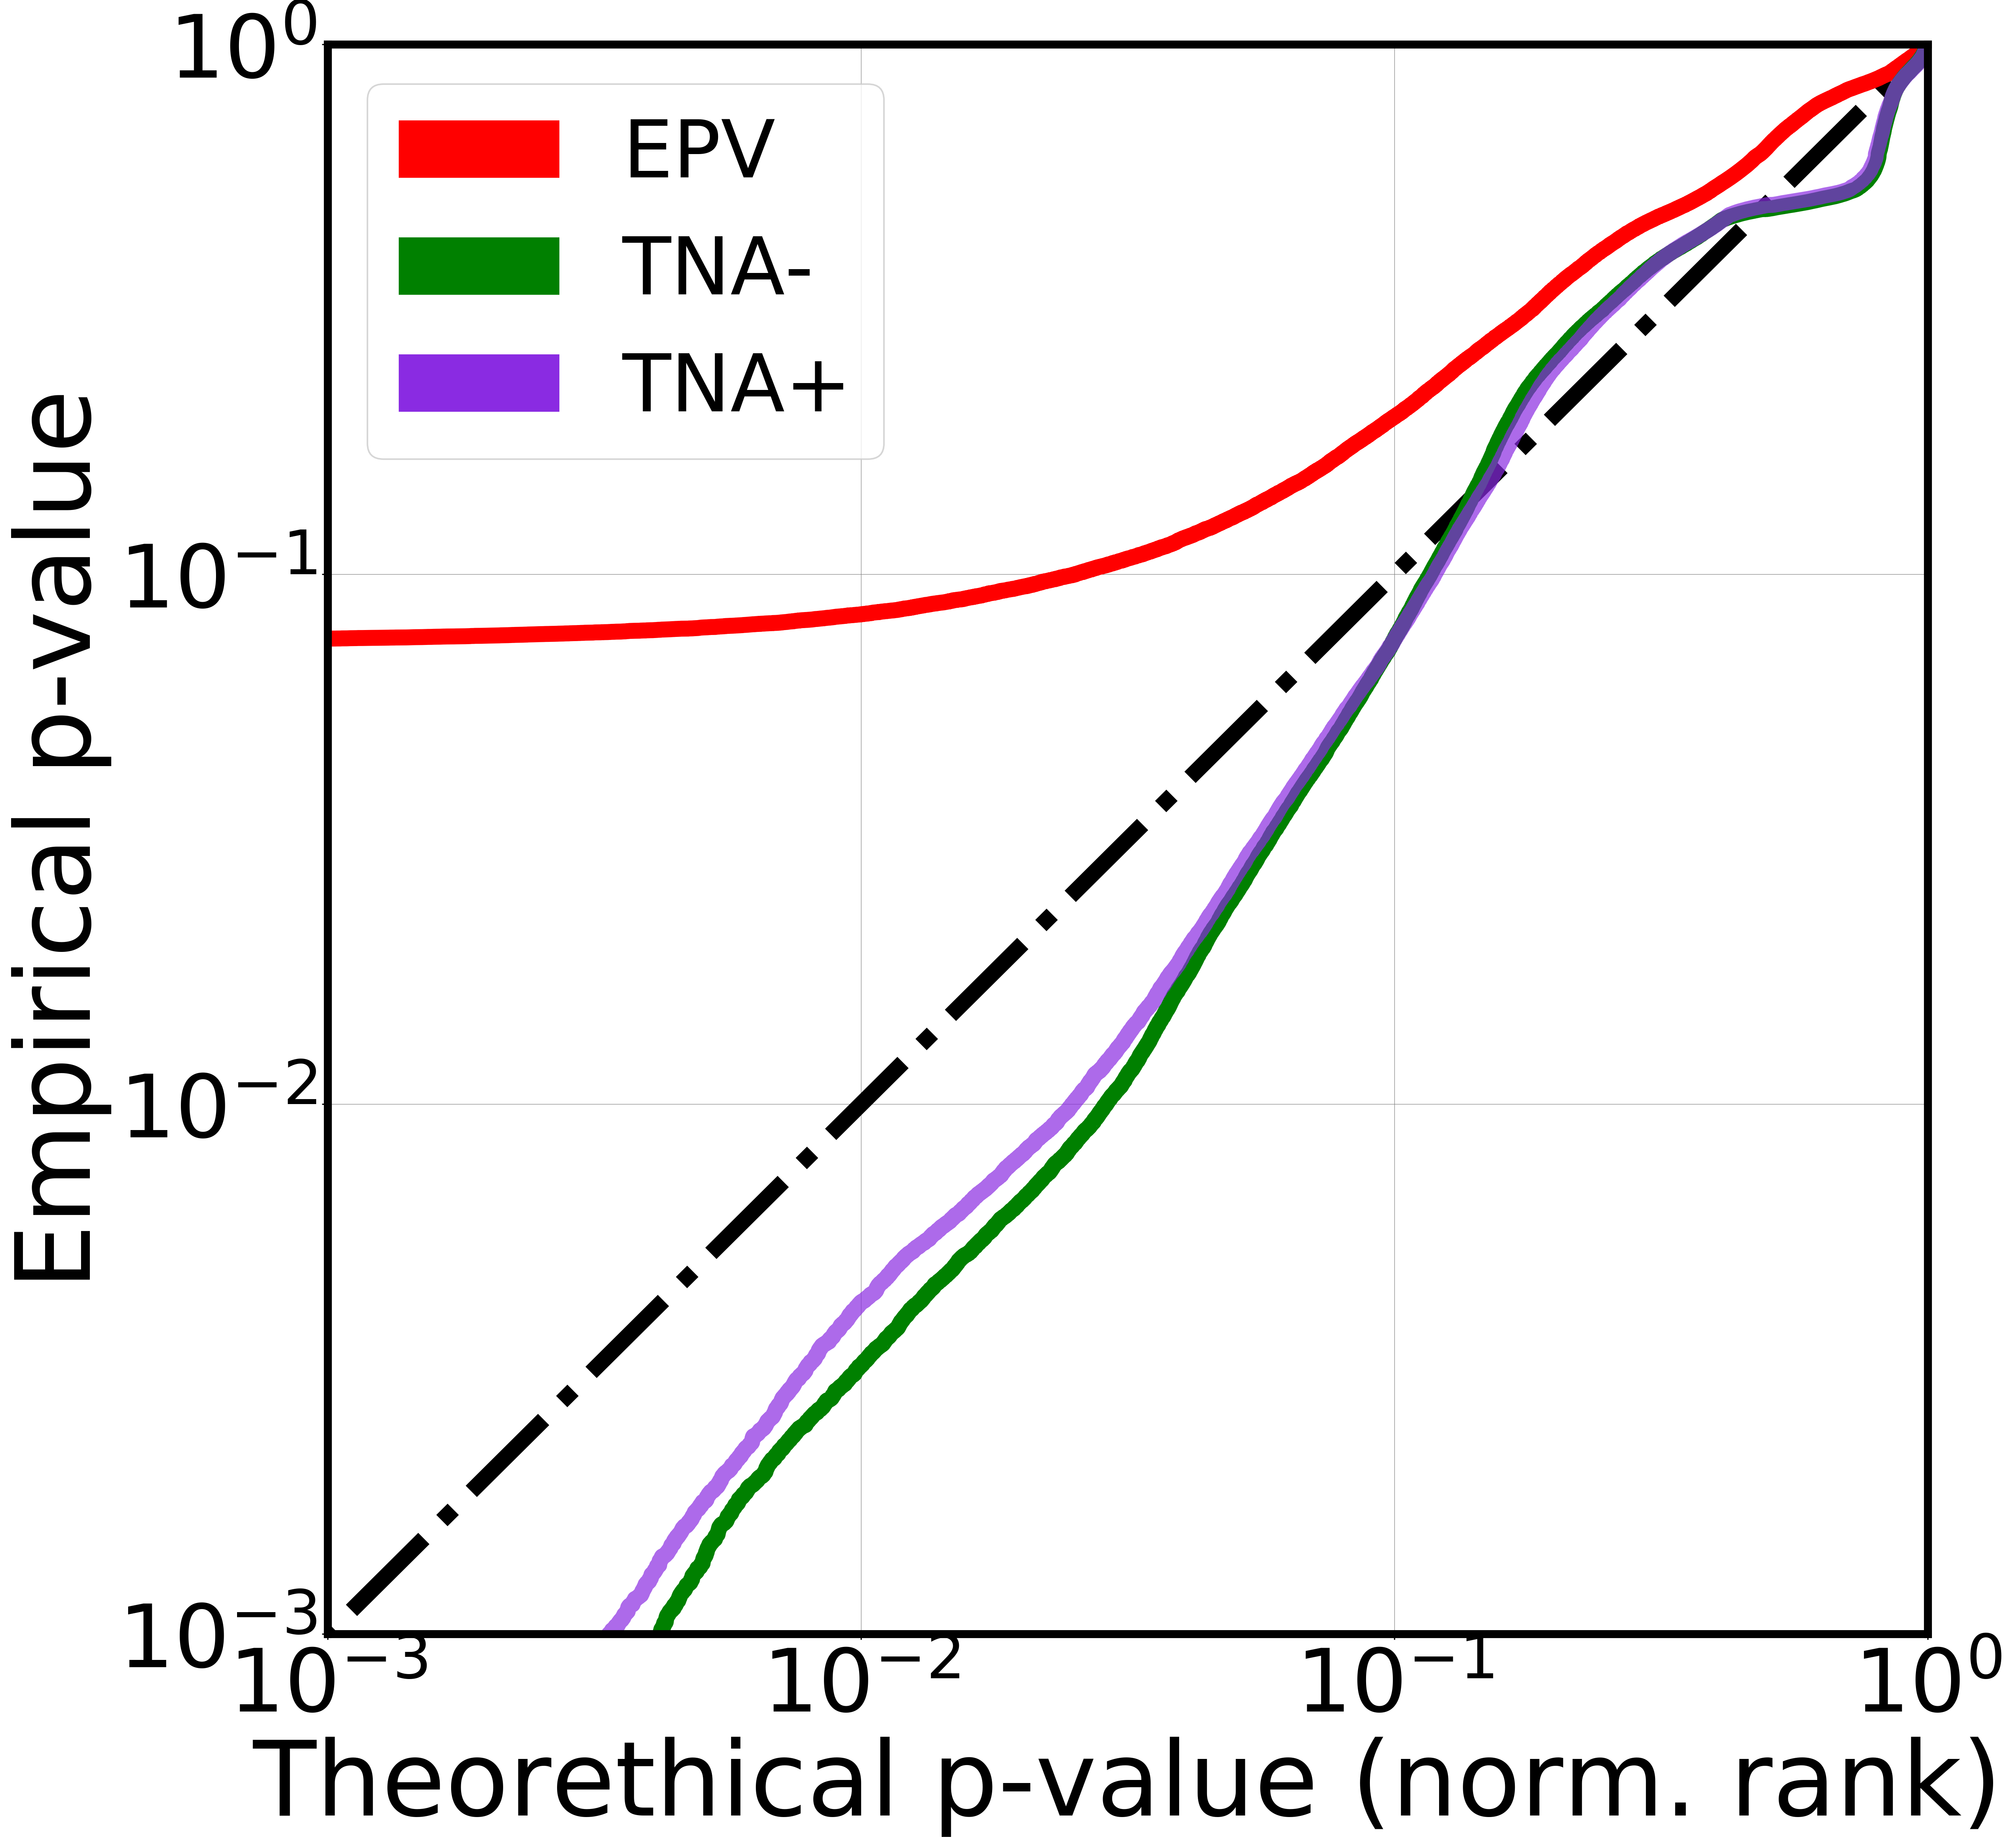 10⁰
EPV
TNA-
TNA+
10⁻¹
10⁻²
10⁻³
Empirical p-value
10⁻³ 10⁻² 10⁻¹ 10⁰
Theorethical p-value (norm. rank)